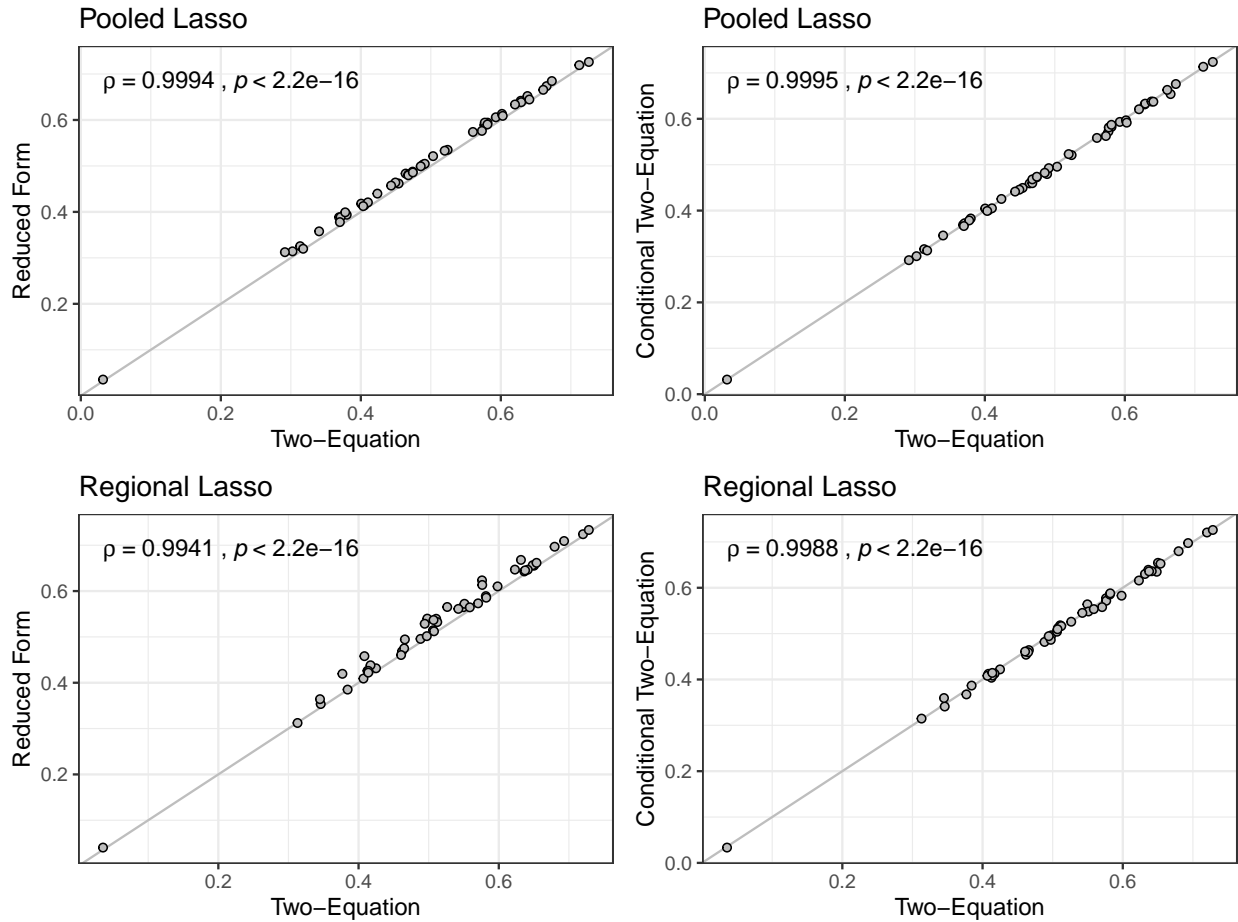 Pooled Lasso
ρ = 0.9994 , p < 2.2e−16
Reduced Form
0.6
0.4
0.2
0.0
0.2
0.4
0.6
Two−Equation
Pooled Lasso
ρ = 0.9995 , p < 2.2e−16
Conditional Two−Equation
0.6
0.4
0.2
0.0
0.0
0.2
0.4
0.6
Two−Equation
Regional Lasso
ρ = 0.9941 , p < 2.2e−16
Reduced Form
0.6
0.4
0.2
0.2
0.4
0.6
Two−Equation
Regional Lasso
ρ = 0.9988 , p < 2.2e−16
Conditional Two−Equation
0.6
0.4
0.2
0.0
0.2
0.4
0.6
Two−Equation